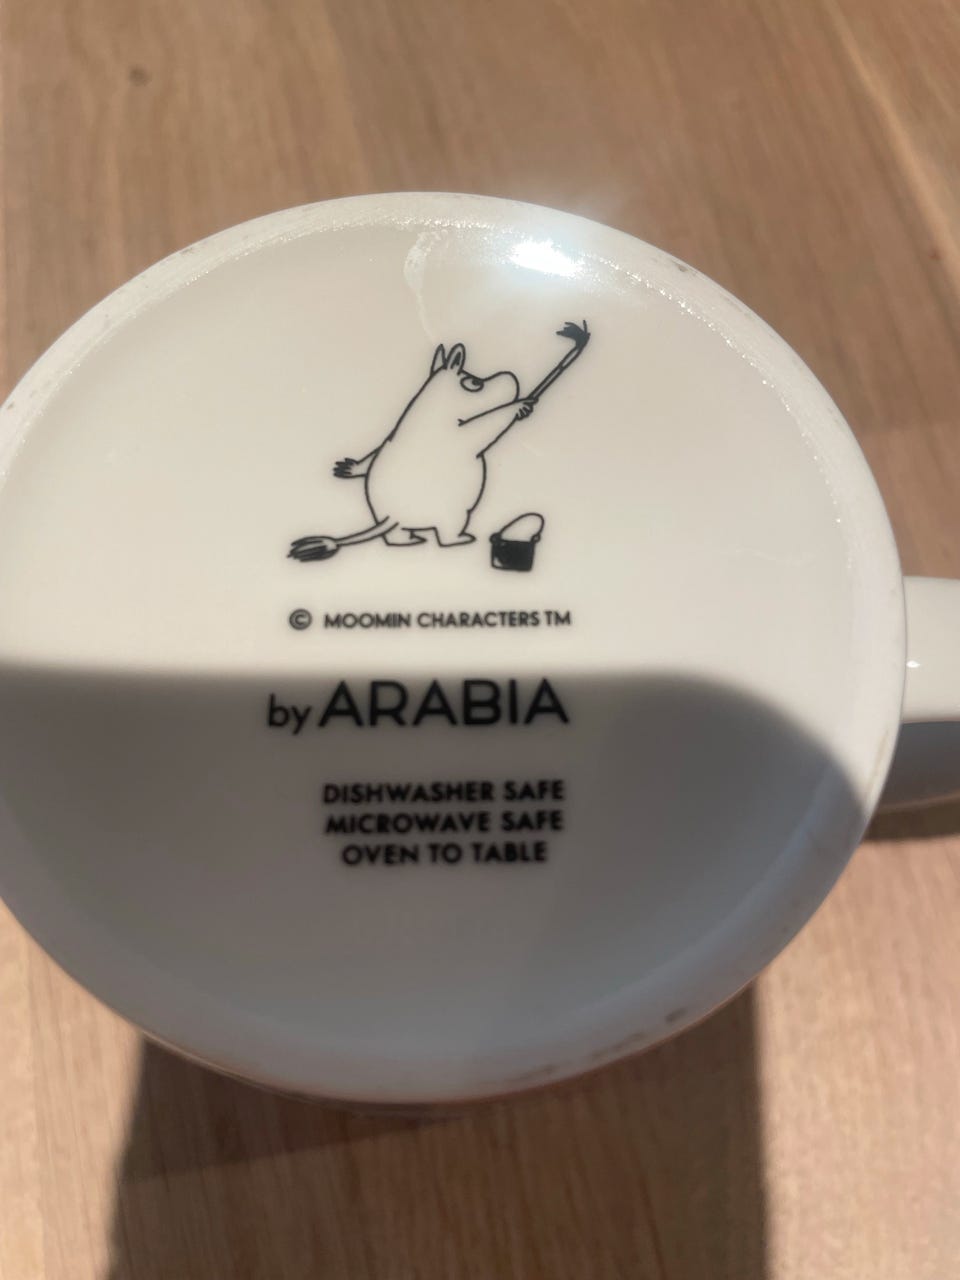 © MOOMIN CHARACTERS TM
by ARABIA
DISHWASHER SAFE
MICROWAVE SAFE
OVEN TO TABLE